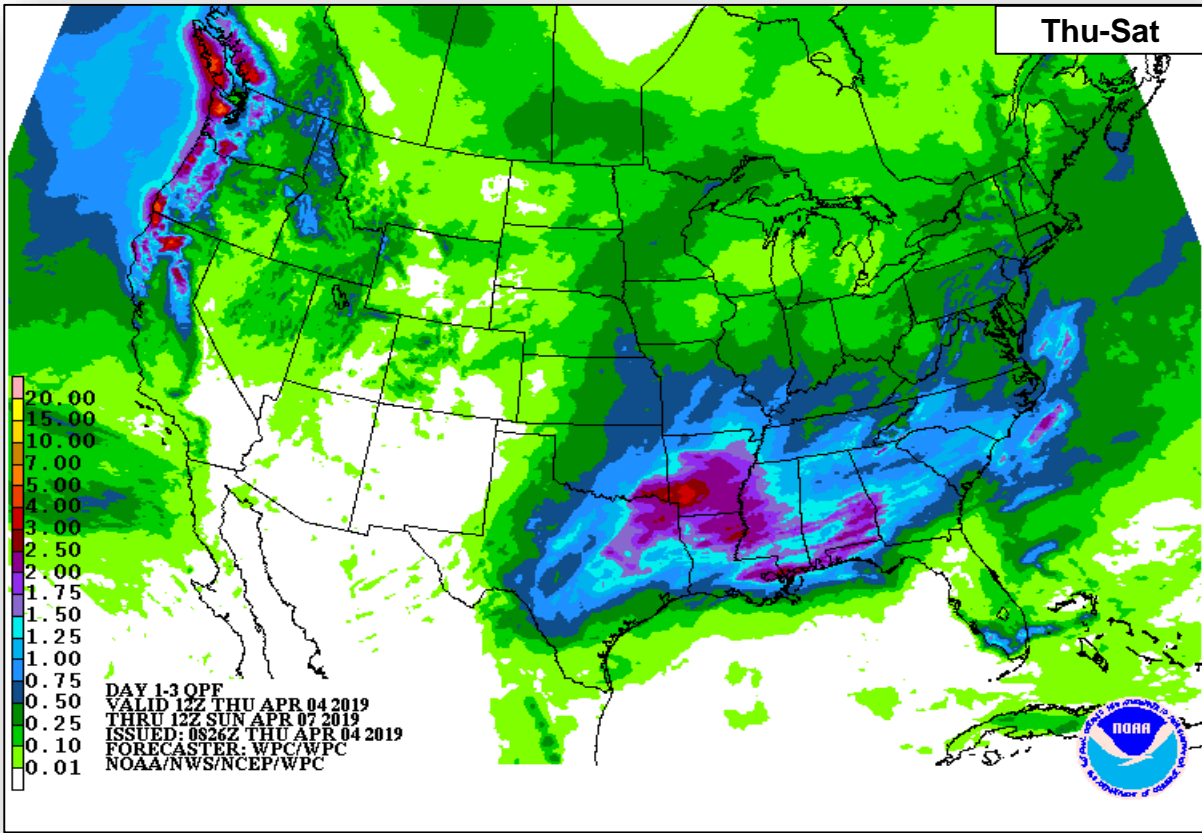 Thu-Sat
20.00
15.00
10.00
7.00
5.00
4.00
3.00
2.50
2.00
1.75
1.50
1.25
1.00
0.75
0.50
0.25
0.10
0.01
DAY 1-3 QPF
VALID 12Z THU APR 04 2019
THRU 12Z SUN APR 07 2019
ISSUED: 0826Z THU APR 04 2019
FORECASTER: WPC/WPC
NOAA/NWS/NCEP/WPC
NOAA